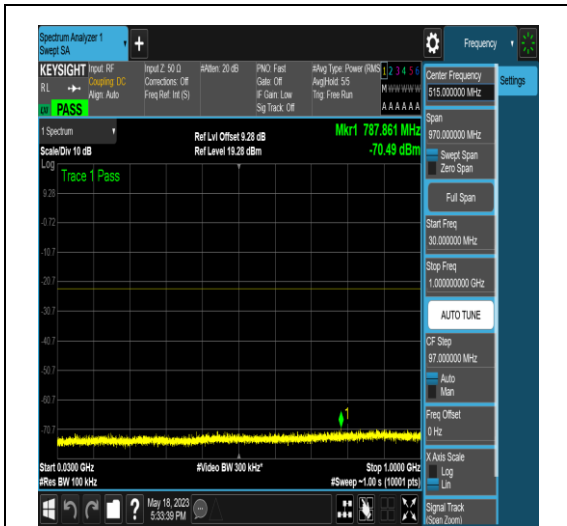 Spectrum Analyzer 1
Swept SA
Frequency
KEYSIGHT
RL
Input: RF
Coupling: DC
Align: Auto
Input Z: 50 Ω
Corrections: Off
Freq Ref: Int (S)
#Atten: 20 dB
PNO: Fast
Gate: Off
IF Gain: Low
Sig Track: Off
#Avg Type: Power (RMS
Avg|Hold: 5/5
Trig: Free Run
1 2 3 4 5 6
M W W W W W
A A A A A A
PASS
1 Spectrum
Scale/Div 10 dB
Ref Lvl Offset 9.28 dB
Ref Level 19.28 dBm
Mkr1 787.861 MHz
-70.49 dBm
Log
Trace 1 Pass
9.28
-0.72
-10.7
-20.7
-30.7
-40.7
-50.7
-60.7
-70.7
1
Start 0.0300 GHz
#Res BW 100 kHz
#Video BW 300 kHz*
Stop 1.0000 GHz
#Sweep ~1.00 s (10001 pts)
May 18, 2023
5:33:39 PM
Settings
Center Frequency
515.000000 MHz
Span
970.000000 MHz
Swept Span
Zero Span
Full Span
Start Freq
30.000000 MHz
Stop Freq
1.000000000 GHz
AUTO TUNE
CF Step
97.000000 MHz
Auto
Man
Freq Offset
0 Hz
X Axis Scale
Log
Lin
Signal Track
(Span Zoom)